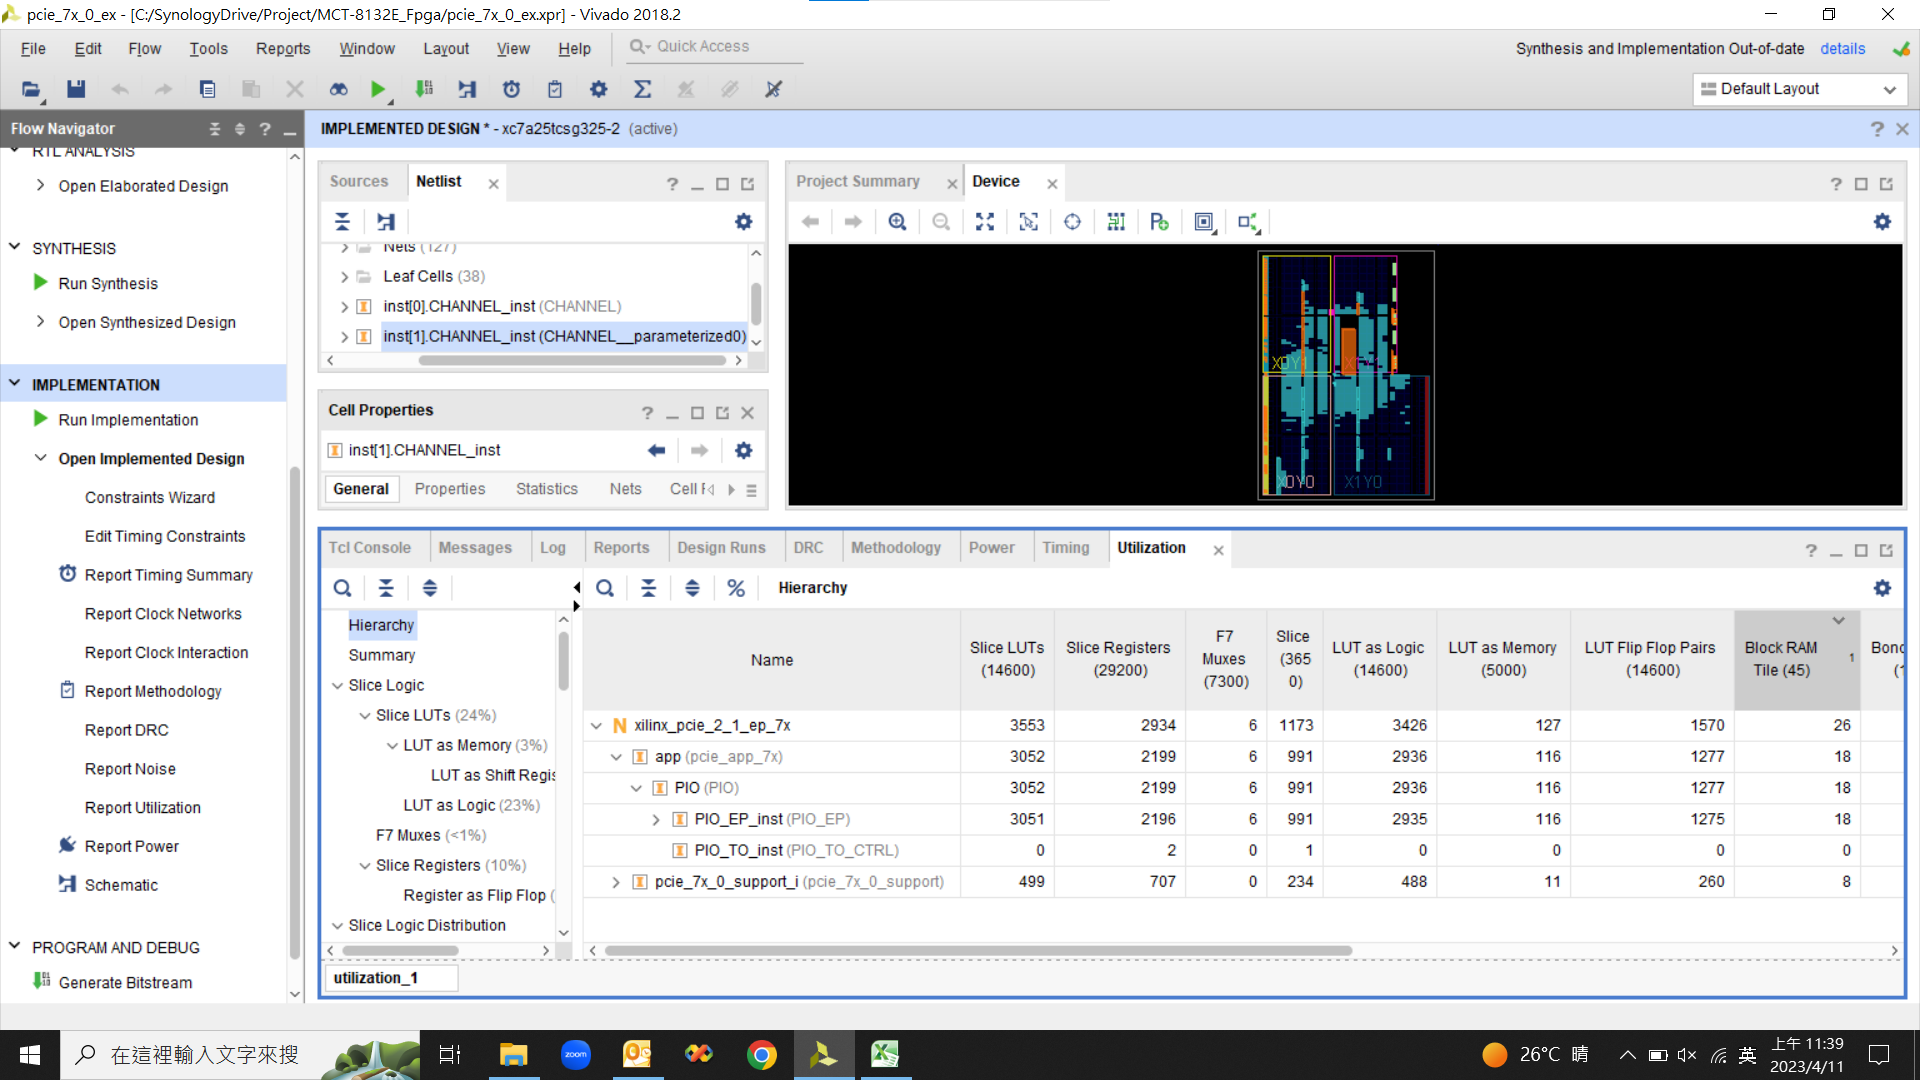 pcie_7x_0_ex - [C:/SynologyDrive/Project/MCT-8132E_Fpga/pcie_7x_0_ex.xpr] - Vivado 2018.2
File Edit Flow Tools Reports Window Layout View Help Quick Access
Synthesis and Implementation Out-of-date details
Default Layout
Flow Navigator
RTL ANALYSIS
Open Elaborated Design
SYNTHESIS
Run Synthesis
Open Synthesized Design
IMPLEMENTATION
Run Implementation
Open Implemented Design
Constraints Wizard
Edit Timing Constraints
Report Timing Summary
Report Clock Networks
Report Clock Interaction
Report Methodology
Report DRC
Report Noise
Report Utilization
Report Power
Schematic
PROGRAM AND DEBUG
Generate Bitstream
IMPLEMENTED DESIGN * - xc7a25tcsg325-2 (active)
Sources Netlist
Nets (127)
Leaf Cells (38)
inst[0].CHANNEL_inst (CHANNEL)
inst[1].CHANNEL_inst (CHANNEL__parameterized0)
Cell Properties
inst[1].CHANNEL_inst
General Properties Statistics Nets Cell
Project Summary Device
X0Y1 X1Y1
X0Y0 X1Y0
Tcl Console Messages Log Reports Design Runs DRC Methodology Power Timing Utilization
Hierarchy
Summary
Slice Logic
Slice LUTs (24%)
LUT as Memory (3%)
LUT as Shift Regis
LUT as Logic (23%)
F7 Muxes (<1%)
Slice Registers (10%)
Register as Flip Flop (
Slice Logic Distribution
Hierarchy
Name Slice LUTs (14600) Slice Registers (29200) F7 Muxes (7300) Slice (3650) LUT as Logic (14600) LUT as Memory (5000) LUT Flip Flop Pairs (14600) Block RAM Tile (45) 1
xilinx_pcie_2_1_ep_7x 3553 2934 6 1173 3426 127 1570 26
app (pcie_app_7x) 3052 2199 6 991 2936 116 1277 18
PIO (PIO) 3052 2199 6 991 2936 116 1277 18
PIO_EP_inst (PIO_EP) 3051 2196 6 991 2935 116 1275 18
PIO_TO_inst (PIO_TO_CTRL) 0 2 0 1 0 0 0 0
pcie_7x_0_support_i (pcie_7x_0_support) 499 707 0 234 488 11 260 8
utilization_1
在這裡輸入文字來搜
zoom
26°C 晴
英
上午 11:39
2023/4/11